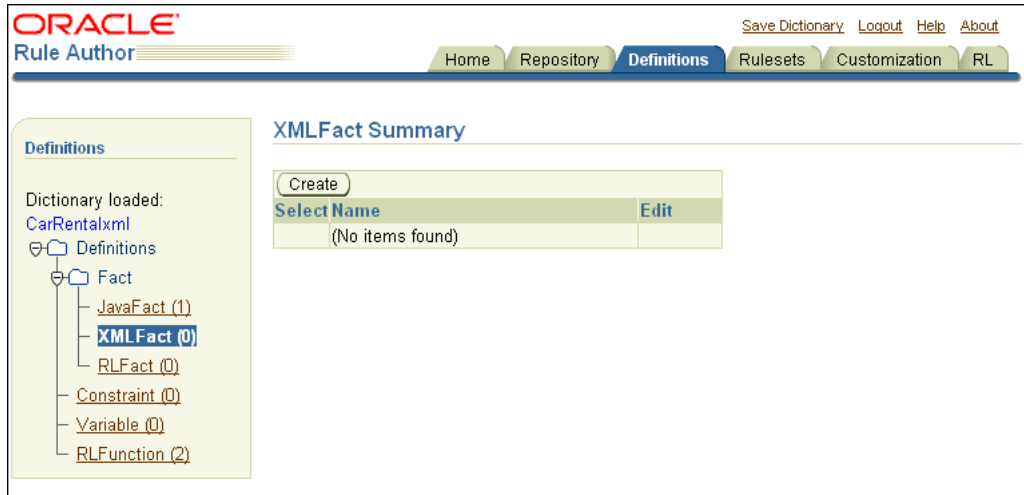 ORACLE
Save Dictionary Logout Help About
Rule Author
Home Repository Definitions Rulesets Customization RL
Definitions
Dictionary loaded:
CarRentalxml
Definitions
Fact
JavaFact (1)
XMLFact (0)
RLFact (0)
Constraint (0)
Variable (0)
RLFunction (2)
XMLFact Summary
Create
Select Name Edit
(No items found)